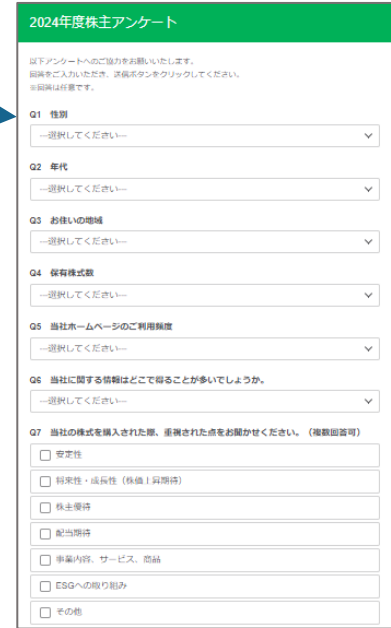 2024年度株主アンケート
以下アンケートへのご協力をお願いいたします。
回答をご入力いただき、送信ボタンをクリックしてください。
※回答は任意です。
Q1 性別
---選択してください---
Q2 年代
---選択してください---
Q3 お住いの地域
---選択してください---
Q4 保有株式数
---選択してください---
Q5 当社ホームページのご利用頻度
---選択してください---
Q6 当社に関する情報はどこで得ることが多いでしょうか。
---選択してください---
Q7 当社の株式を購入された際、重視された点をお聞かせください。（複数回答可）
安定性
将来性・成長性（株価上昇期待）
株主優待
配当期待
事業内容、サービス、商品
ESGへの取り組み
その他